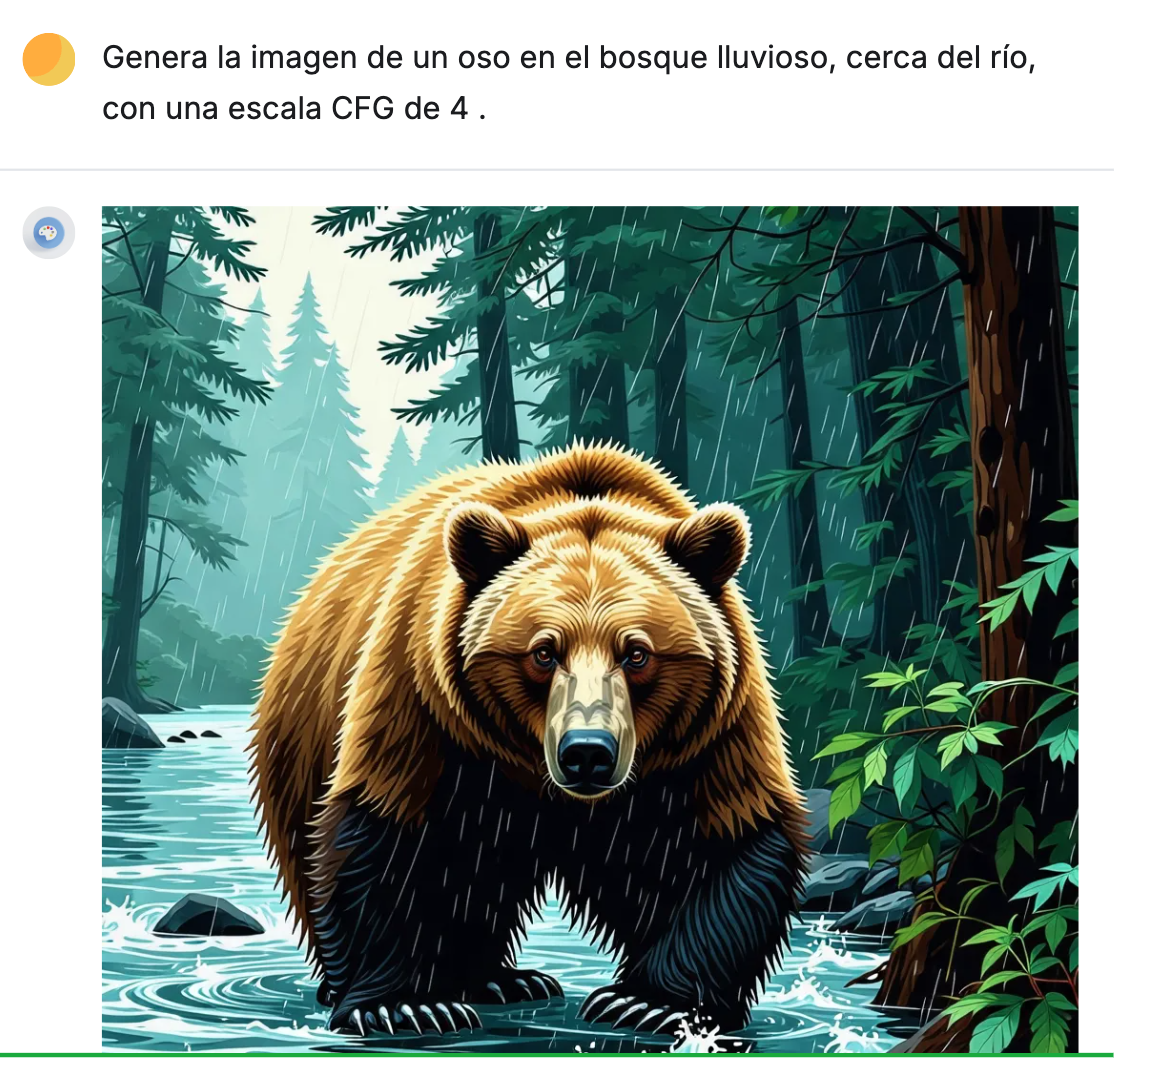 Genera la imagen de un oso en el bosque lluvioso, cerca del río,
con una escala CFG de 4 .